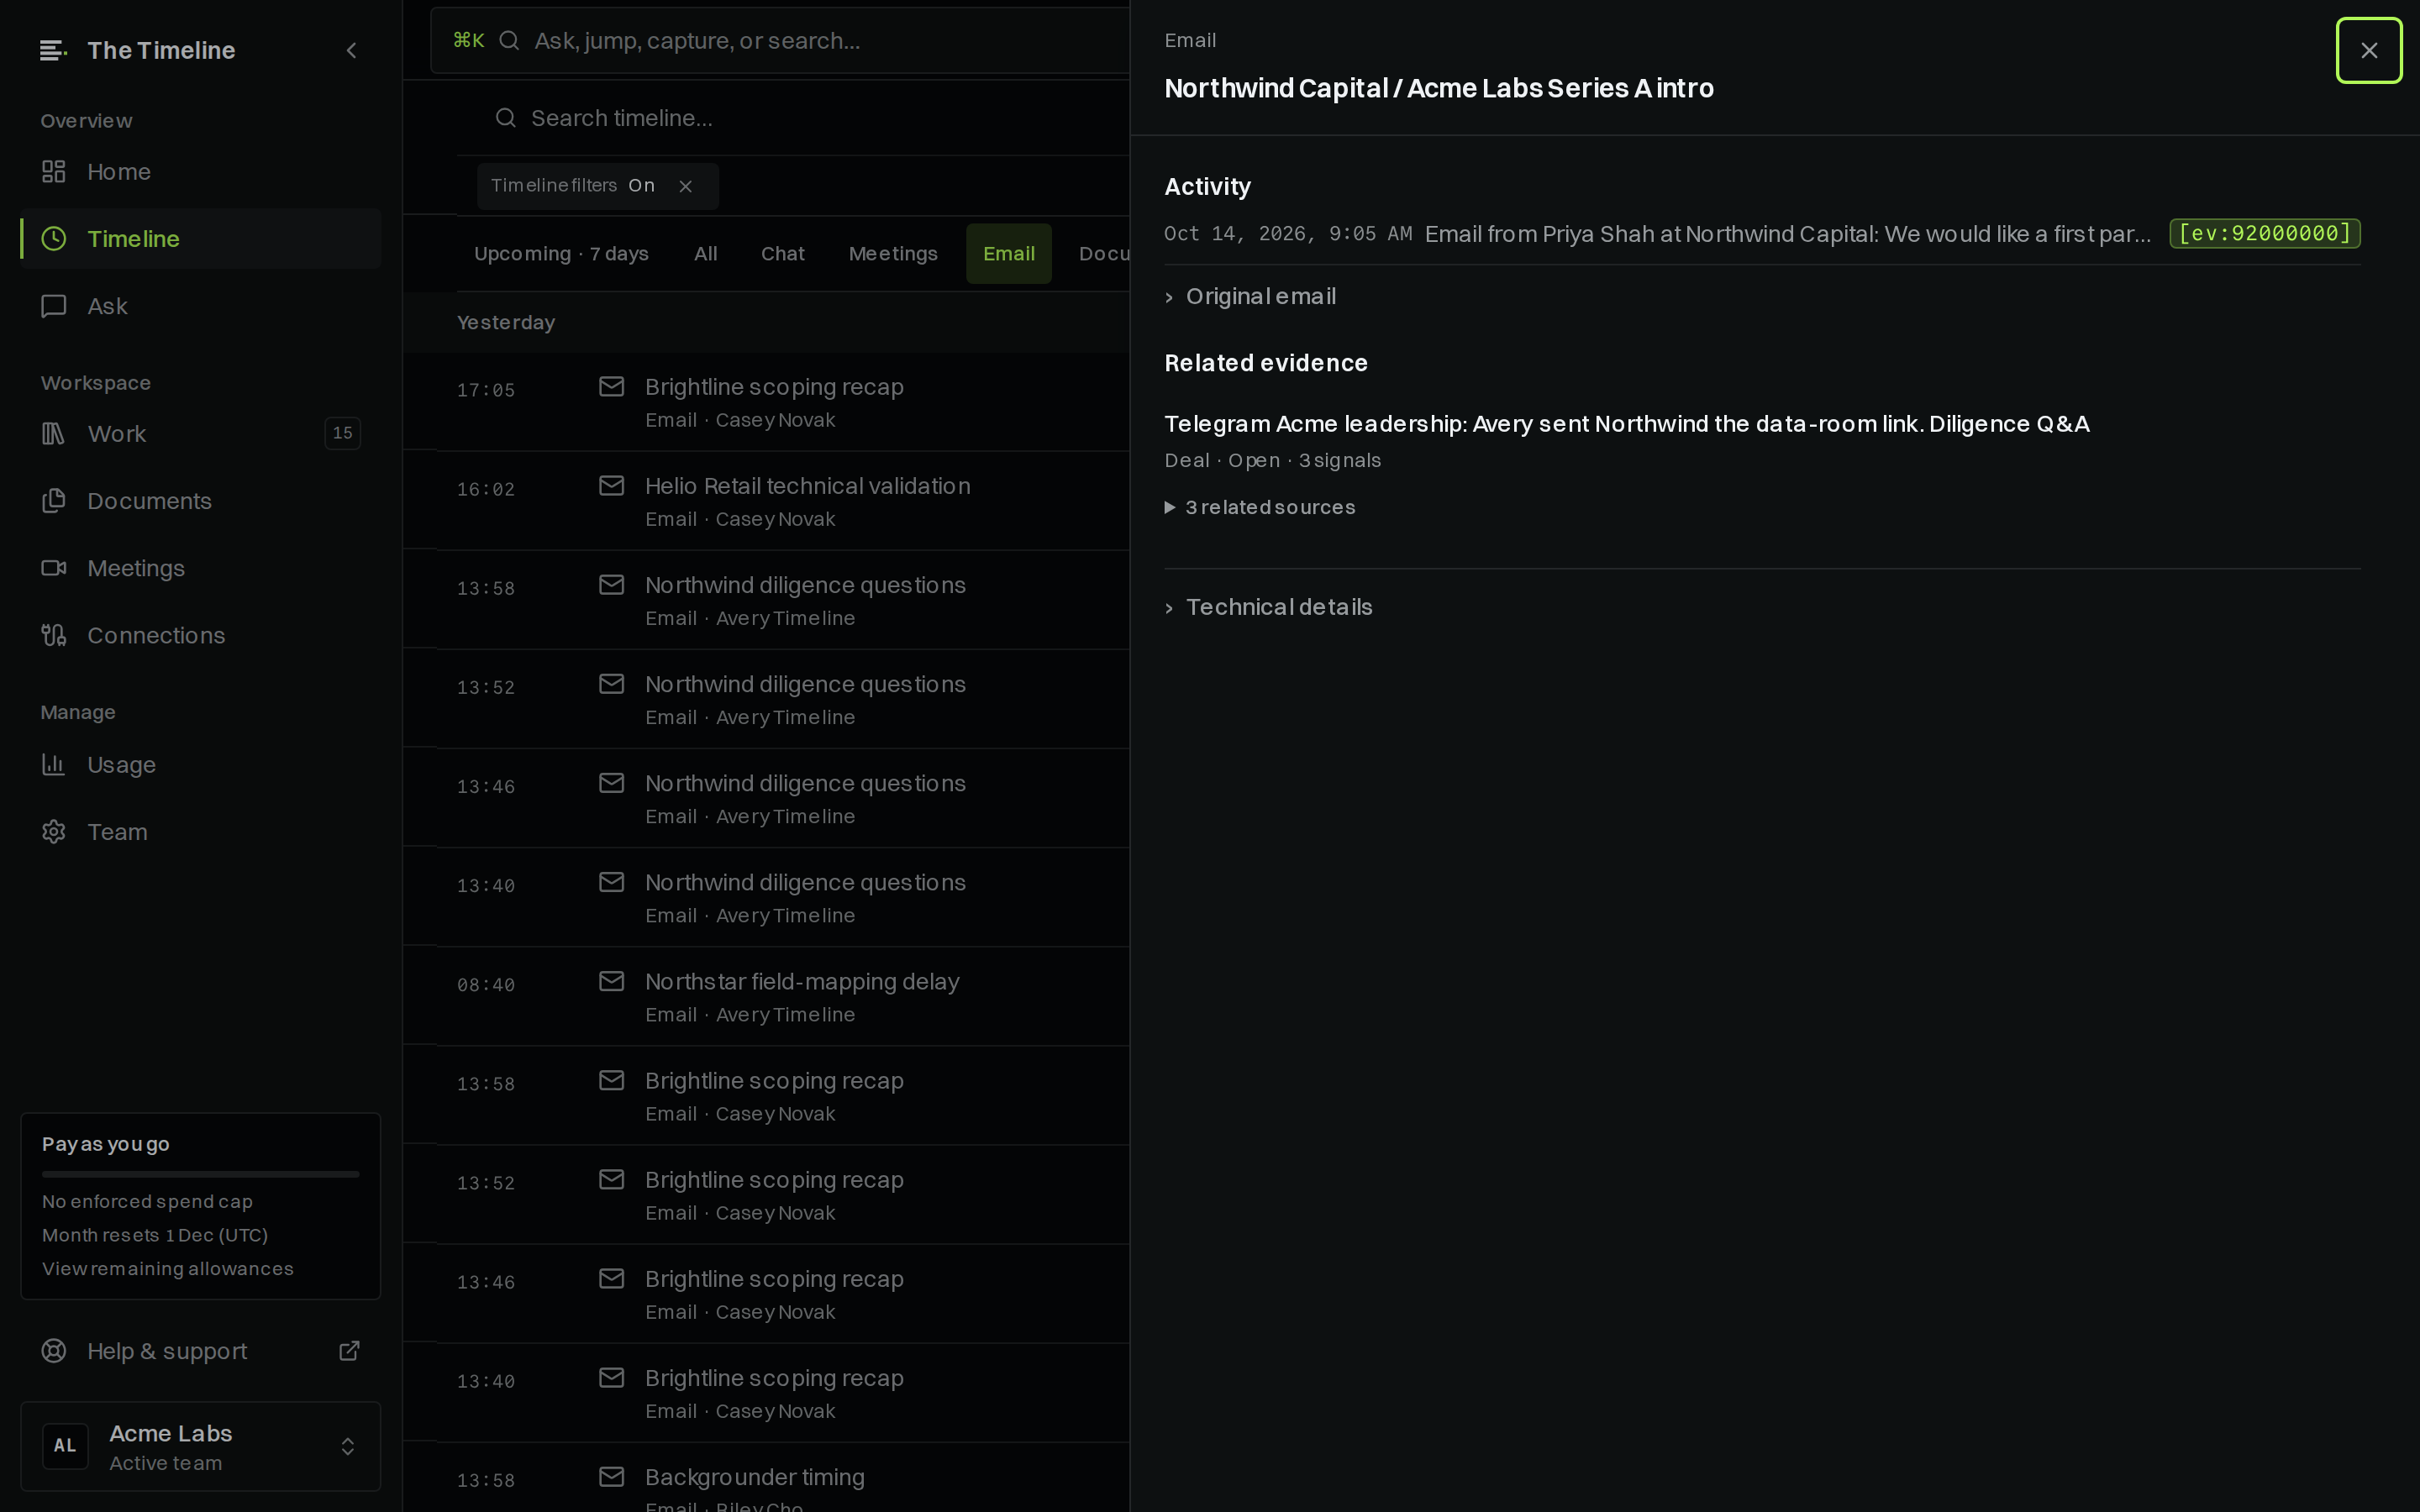 The Timeline
Overview
Home
Timeline
Ask
Workspace
Work 15
Documents
Meetings
Connections
Manage
Usage
Team
Pay as you go
No enforced spend cap
Month resets 1 Dec (UTC)
View remaining allowances
Help & support
AL
Acme Labs
Active team
⌘K Ask, jump, capture, or search...
Search timeline...
Timeline filters On
Upcoming · 7 days All Chat Meetings Email Docu
Yesterday
17:05 Brightline scoping recap
Email · Casey Novak
16:02 Helio Retail technical validation
Email · Casey Novak
13:58 Northwind diligence questions
Email · Avery Timeline
13:52 Northwind diligence questions
Email · Avery Timeline
13:46 Northwind diligence questions
Email · Avery Timeline
13:40 Northwind diligence questions
Email · Avery Timeline
08:40 Northstar field-mapping delay
Email · Avery Timeline
13:58 Brightline scoping recap
Email · Casey Novak
13:52 Brightline scoping recap
Email · Casey Novak
13:46 Brightline scoping recap
Email · Casey Novak
13:40 Brightline scoping recap
Email · Casey Novak
13:58 Backgrounder timing
Email · Riley Cho
Email
Northwind Capital / Acme Labs Series A intro
Activity
Oct 14, 2026, 9:05 AM Email from Priya Shah at Northwind Capital: We would like a first par... [ev:92000000]
Original email
Related evidence
Telegram Acme leadership: Avery sent Northwind the data-room link. Diligence Q&A
Deal · Open · 3 signals
3 related sources
Technical details